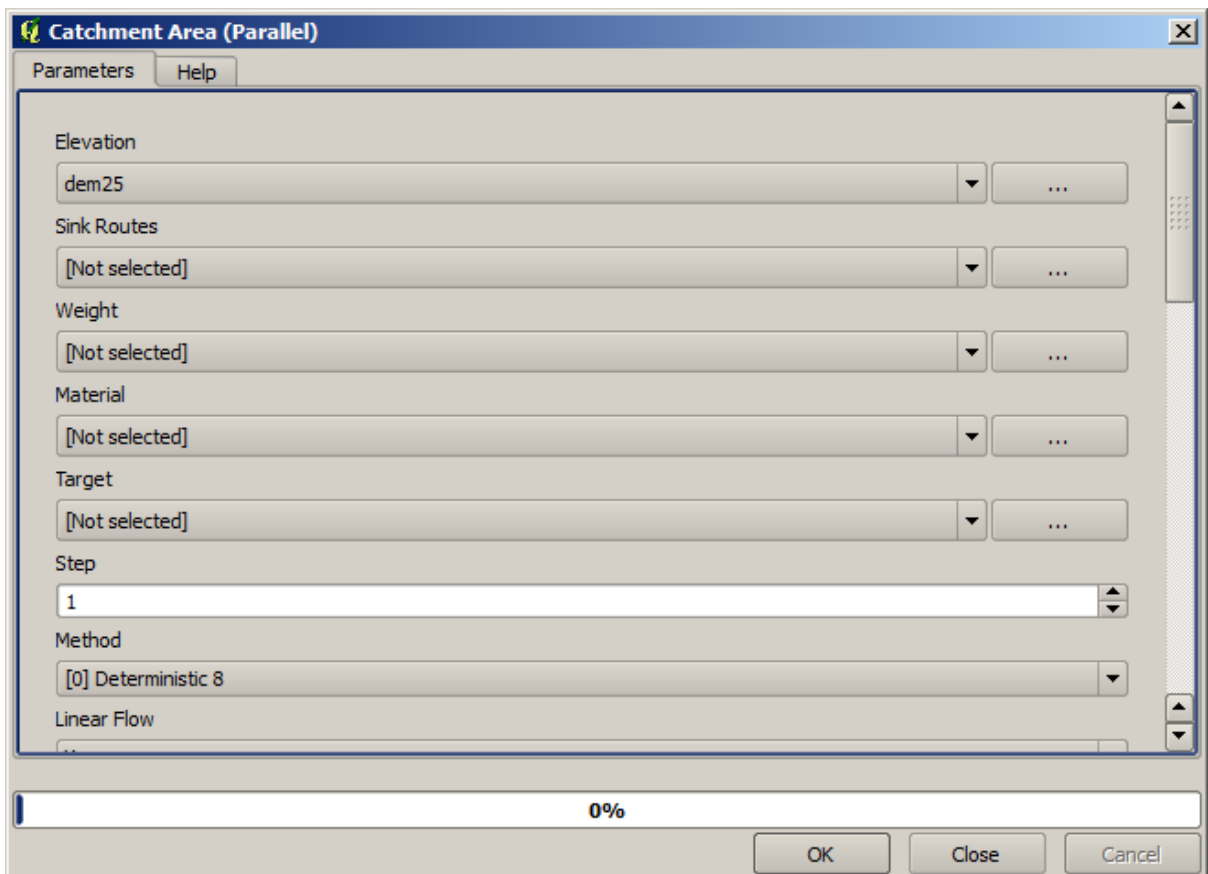 Catchment Area (Parallel)
Parameters Help
Elevation
dem25 ...
Sink Routes
[Not selected] ...
Weight
[Not selected] ...
Material
[Not selected] ...
Target
[Not selected] ...
Step
1
Method
[0] Deterministic 8
Linear Flow
0%
OK Close Cancel